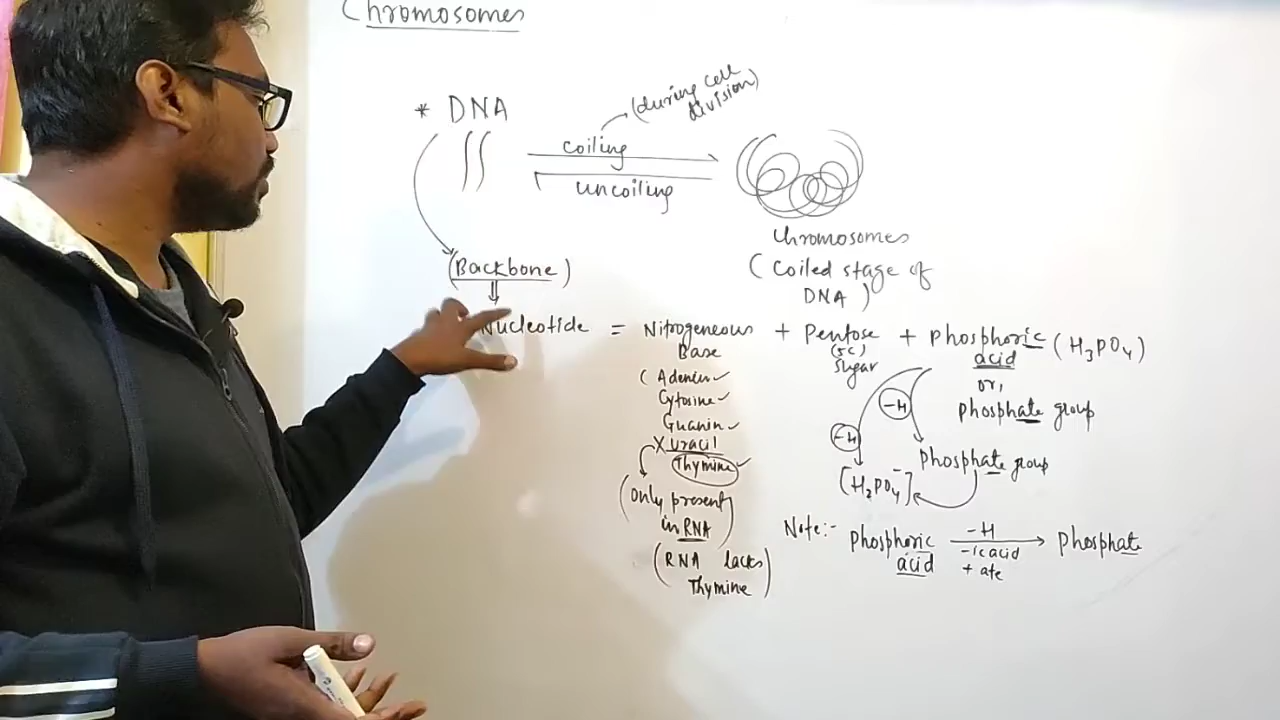 Chromosomes
* DNA
coiling
(during cell
division)
uncoiling
Chromosomes
(Coiled stage of
DNA)
(Backbone)
Nucleotide = Nitrogeneous + Pentose + Phosphoric (H3PO4)
Base
(5C)
Sugar
acid
or,
phosphate group
(Adenin
Cytosine
Guanin
X Uracil
Thymine
(Only present
in RNA)
(RNA lacks
Thymine)
-H
-H
Phosphate group
[H2PO4-]
Note:- Phosphoric
acid
-H
-ic acid
+ ate
Phosphate